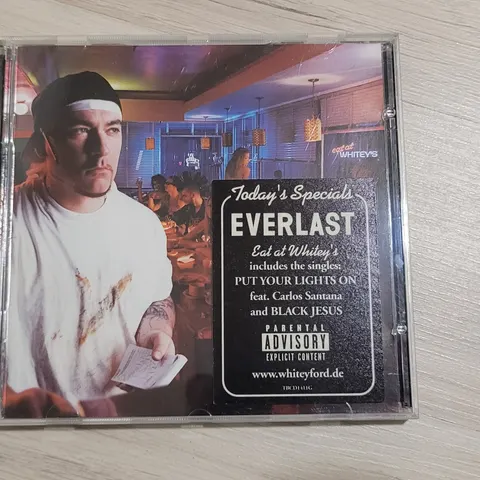 eat at
WHITEY'S
Today's Specials
EVERLAST
Eat at Whitey's
includes the singles:
PUT YOUR LIGHTS ON
feat. Carlos Santana
and BLACK JESUS
PARENTAL
ADVISORY
EXPLICIT CONTENT
www.whiteyford.de